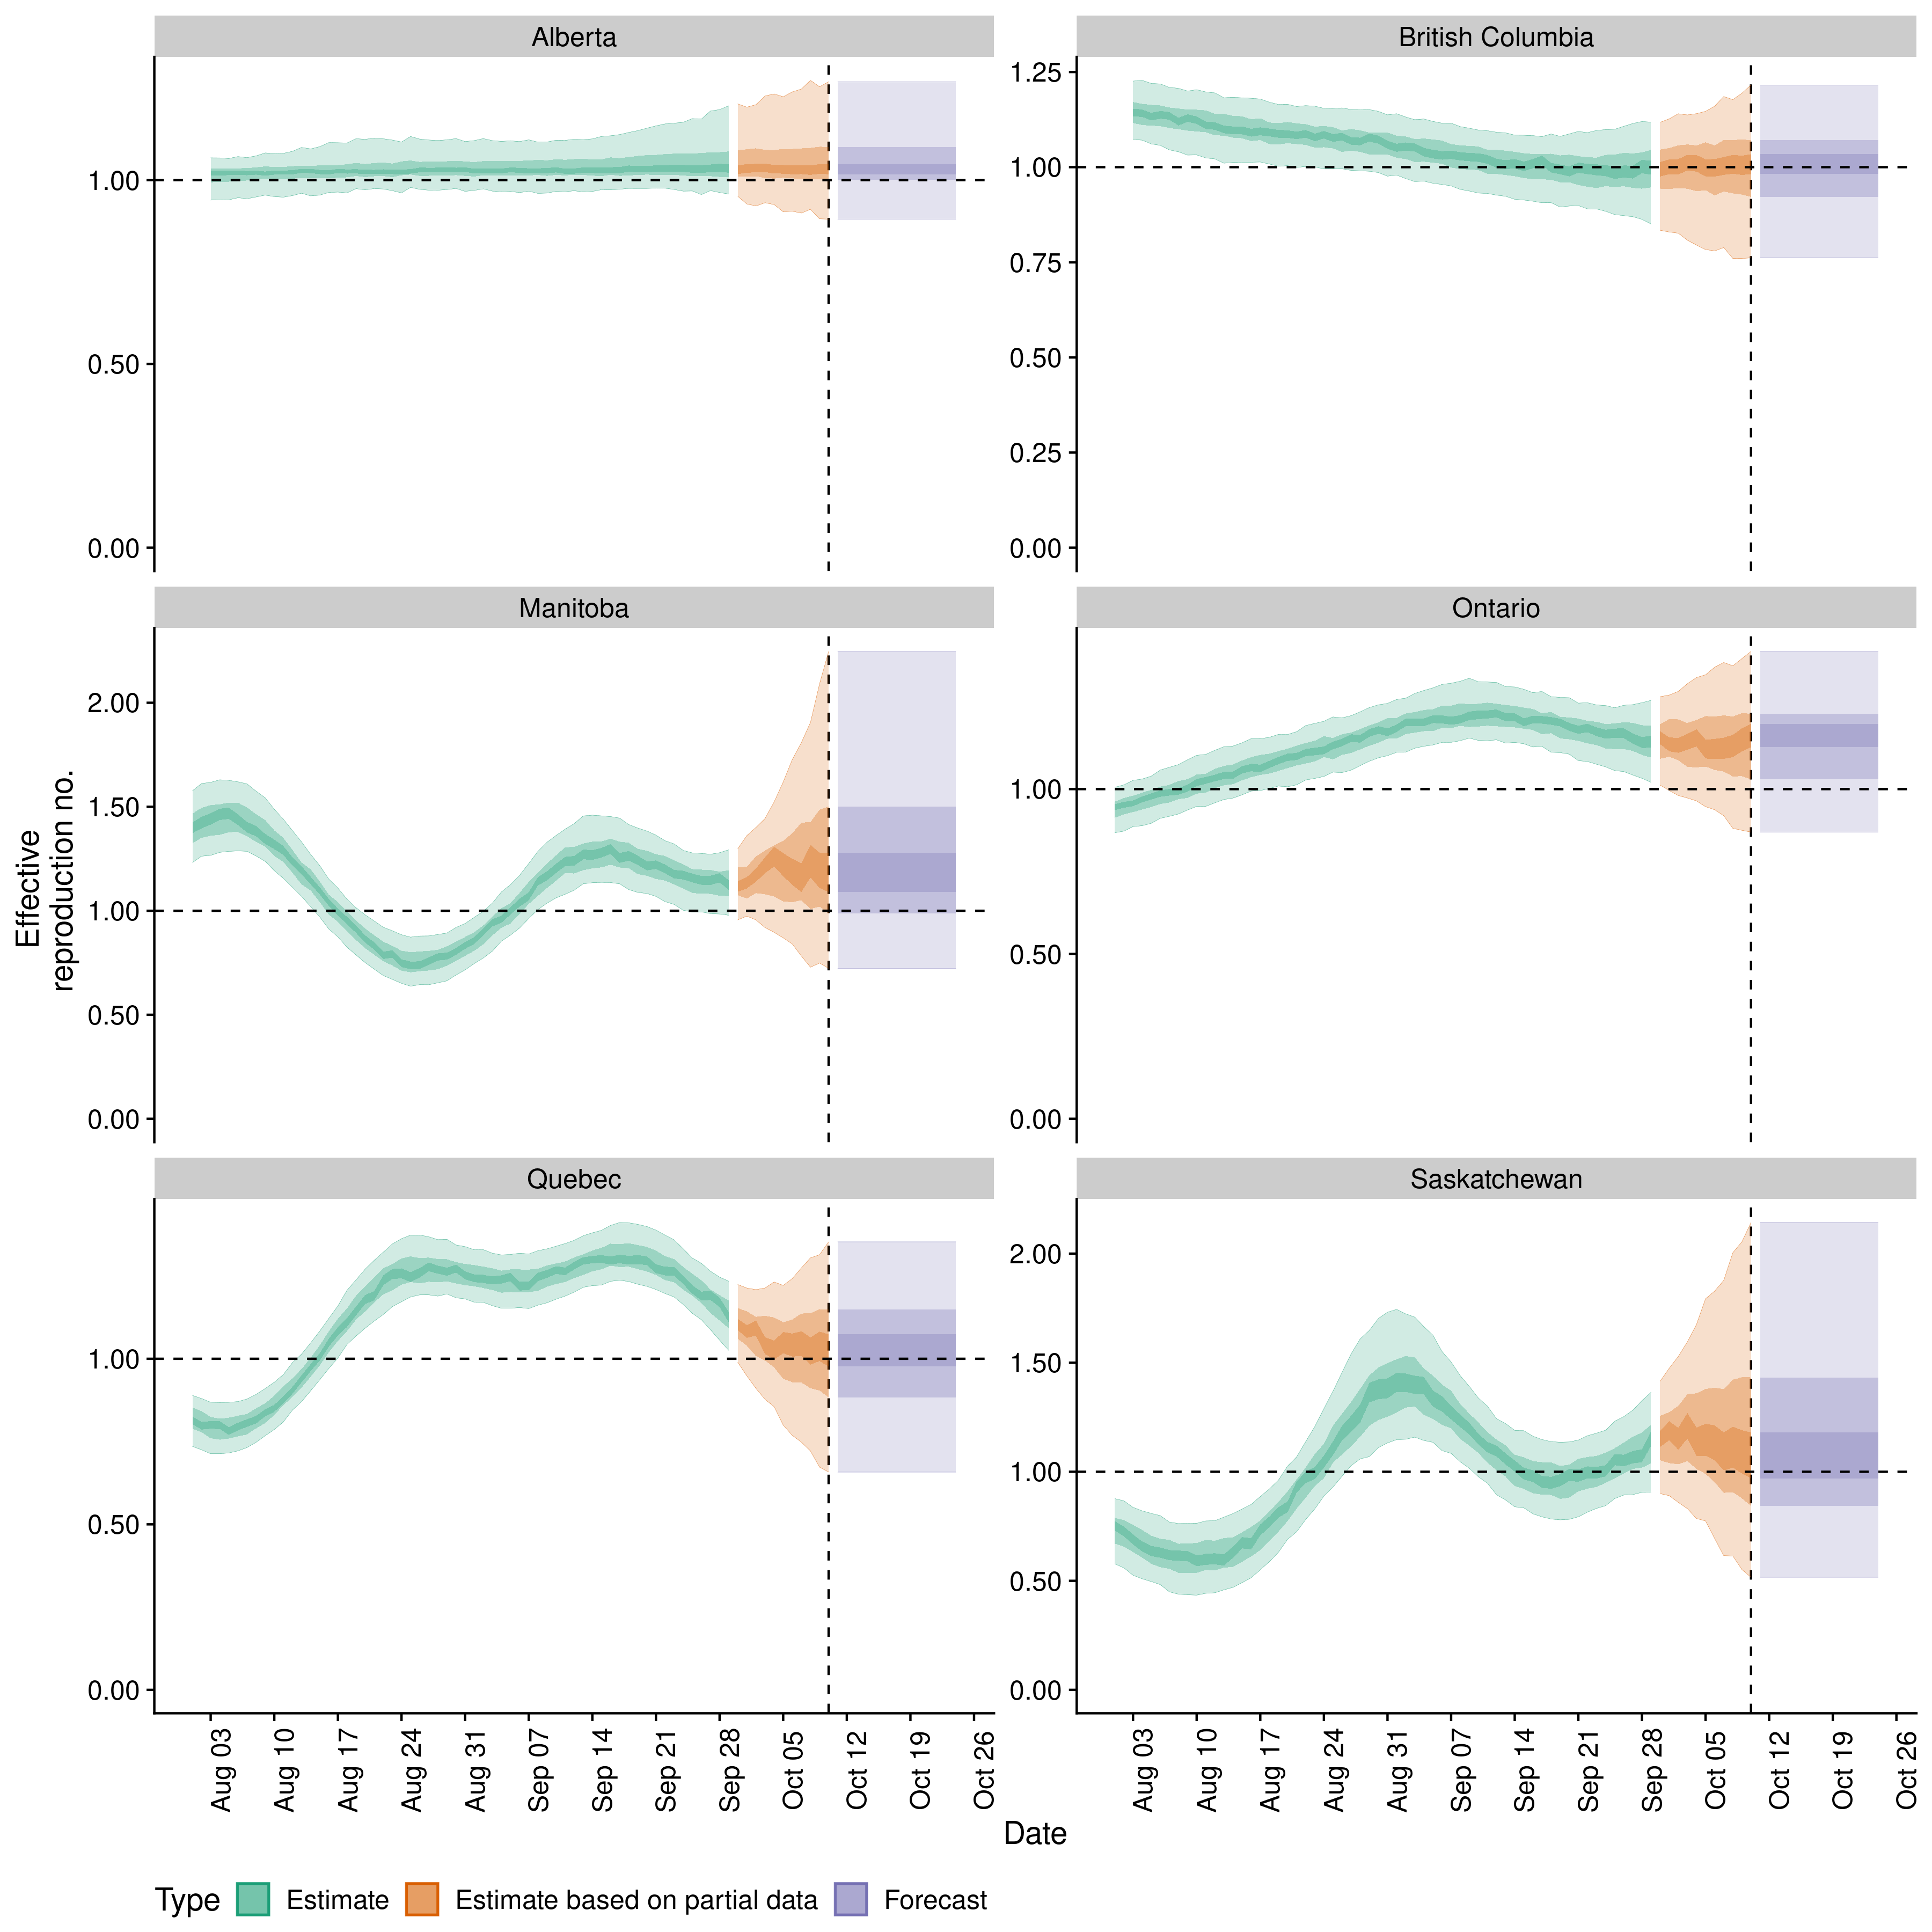 Alberta
British Columbia
1.00
0.50
0.00
1.25
1.00
0.75
0.50
0.25
0.00
Manitoba
Ontario
Effective
reproduction no.
2.00
1.50
1.00
0.50
0.00
1.00
0.50
0.00
Quebec
Saskatchewan
1.00
0.50
0.00
2.00
1.50
1.00
0.50
0.00
Aug 03
Aug 10
Aug 17
Aug 24
Aug 31
Sep 07
Sep 14
Sep 21
Sep 28
Oct 05
Oct 12
Oct 19
Oct 26
Aug 03
Aug 10
Aug 17
Aug 24
Aug 31
Sep 07
Sep 14
Sep 21
Sep 28
Oct 05
Oct 12
Oct 19
Oct 26
Date
Type Estimate Estimate based on partial data Forecast